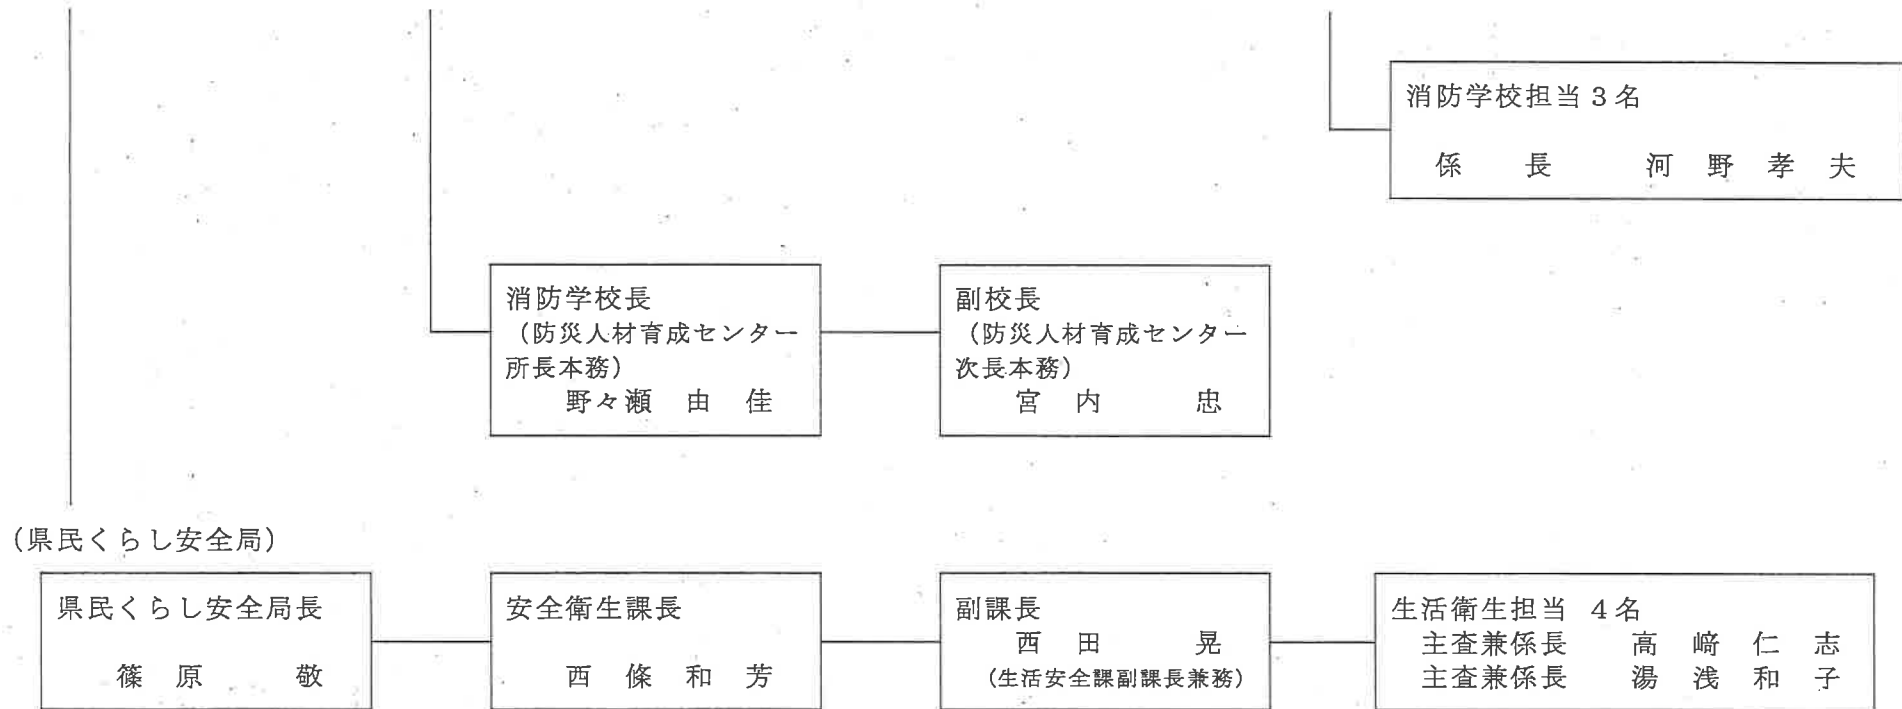 消防学校担当３名
係　長　　河　野　孝　夫
消防学校長
（防災人材育成センター
所長本務）
野々瀬　由　佳
副校長
（防災人材育成センター
次長本務）
宮　内　　　忠
（県民くらし安全局）
県民くらし安全局長
篠　原　　　敬
安全衛生課長
西　條　和　芳
副課長
西　田　　　晃
（生活安全課副課長兼務）
生活衛生担当　４名
主査兼係長　　高　﨑　仁　志
主査兼係長　　湯　浅　和　子